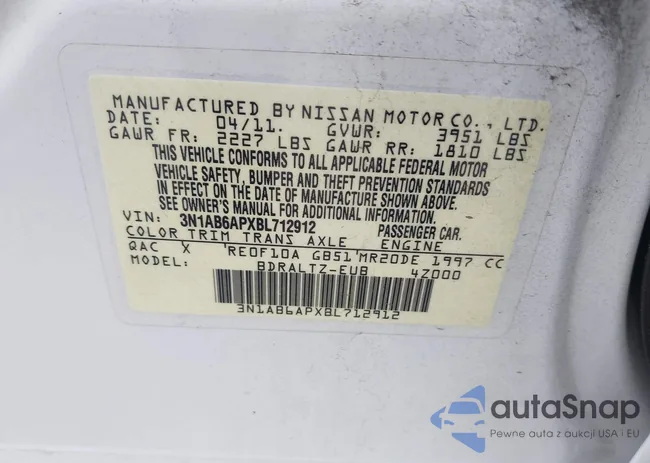 MANUFACTURED BY NISSAN MOTOR CO., LTD.
DATE: 04/11. GVWR: 3951 LBS
GAWR FR: 2227 LBS GAWR RR: 1810 LBS
THIS VEHICLE CONFORMS TO ALL APPLICABLE FEDERAL MOTOR
VEHICLE SAFETY, BUMPER AND THEFT PREVENTION STANDARDS
IN EFFECT ON THE DATE OF MANUFACTURE SHOWN ABOVE.
SEE OWNER'S MANUAL FOR ADDITIONAL INFORMATION.
VIN: 3N1AB6APXBL712912 PASSENGER CAR.
COLOR TRIM TRANS AXLE ENGINE
QAC X 'RE0F10A GB51'MR20DE 1997 CC
MODEL: BDRALTZ-EUB 4Z000
3N1AB6APXBL712912
autaSnap
Pewne auta z aukcji USA i EU